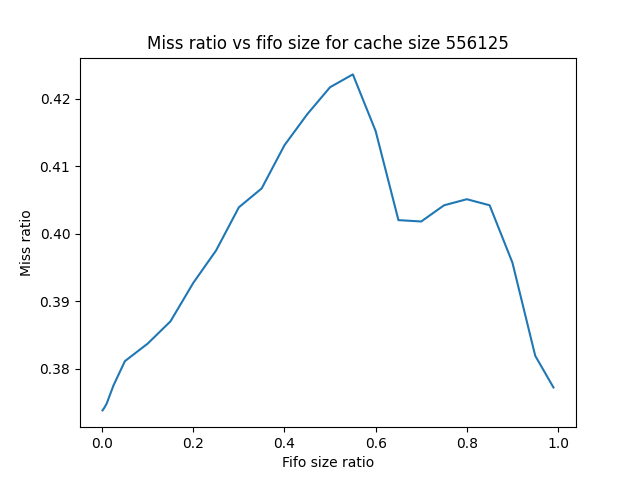 Miss ratio vs fifo size for cache size 556125
0.42
0.41
0.40
0.39
0.38
Miss ratio
0.0 0.2 0.4 0.6 0.8 1.0
Fifo size ratio